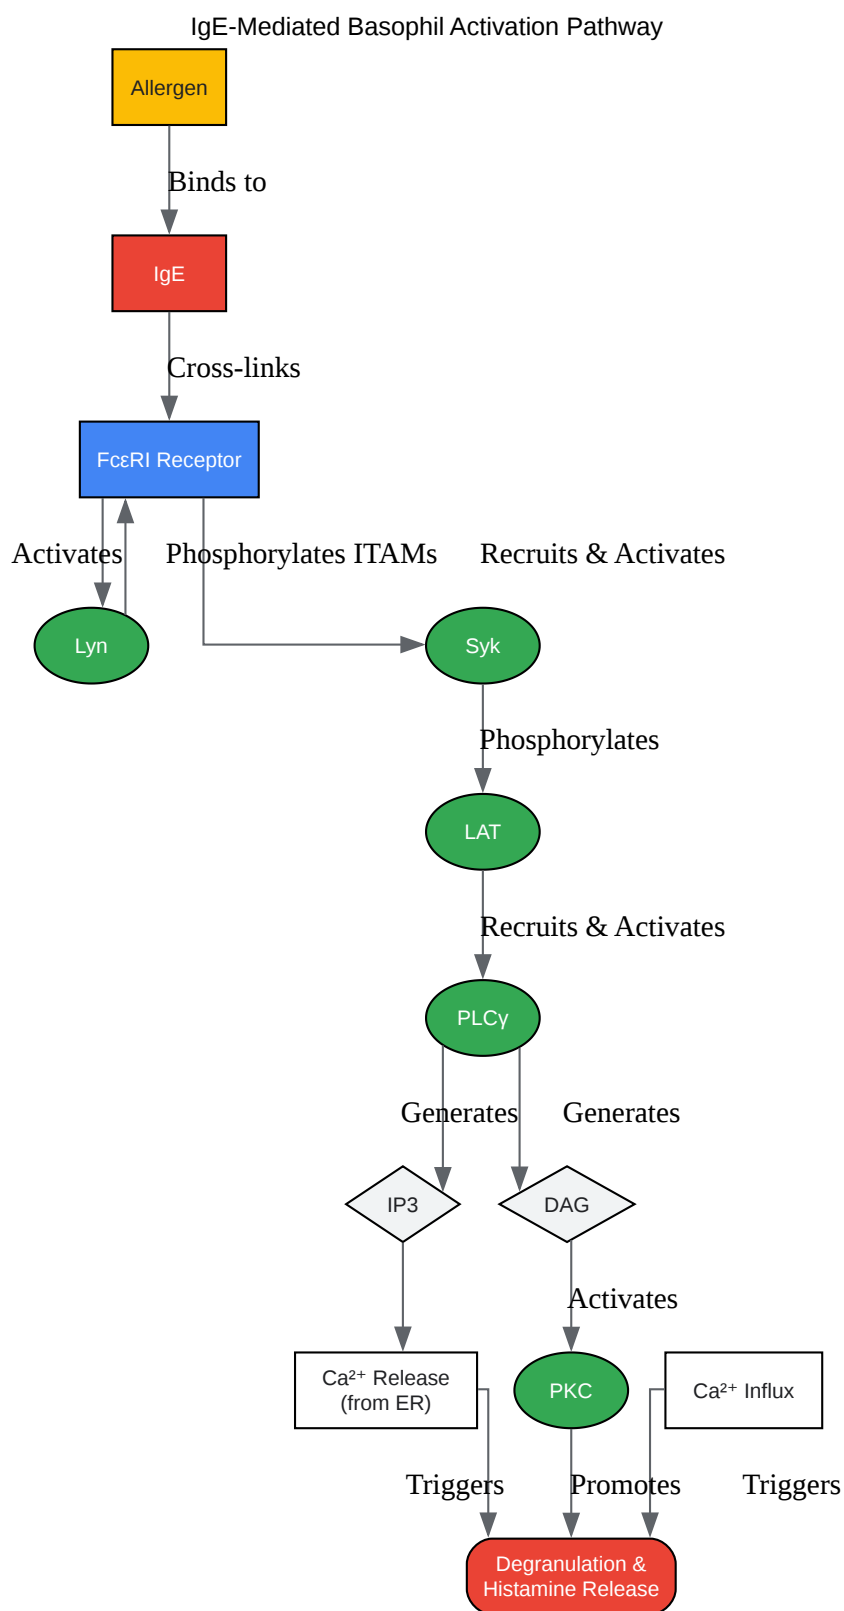 IgE-Mediated Basophil Activation Pathway
Allergen
Binds to
IgE
Cross-links
FcεRI Receptor
Activates
Phosphorylates ITAMs
Recruits & Activates
Lyn
Syk
Phosphorylates
LAT
Recruits & Activates
PLCγ
Generates
Generates
IP3
DAG
Activates
Ca²⁺ Release
(from ER)
PKC
Ca²⁺ Influx
Triggers
Promotes
Triggers
Degranulation &
Histamine Release